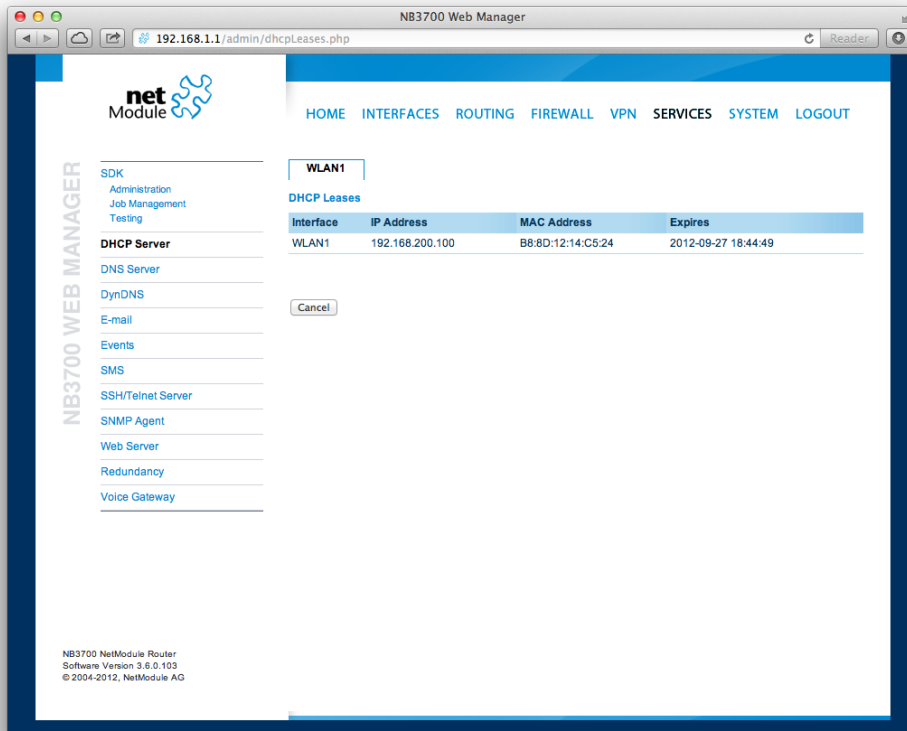 NB3700 Web Manager
192.168.1.1/admin/dhcpLeases.php
Reader
net
Module
HOME INTERFACES ROUTING FIREWALL VPN SERVICES SYSTEM LOGOUT
NB3700 WEB MANAGER
SDK
Administration
Job Management
Testing
DHCP Server
DNS Server
DynDNS
E-mail
Events
SMS
SSH/Telnet Server
SNMP Agent
Web Server
Redundancy
Voice Gateway
WLAN1
DHCP Leases
Interface IP Address MAC Address Expires
WLAN1 192.168.200.100 B8:8D:12:14:C5:24 2012-09-27 18:44:49
Cancel
NB3700 NetModule Router
Software Version 3.6.0.103
© 2004-2012, NetModule AG